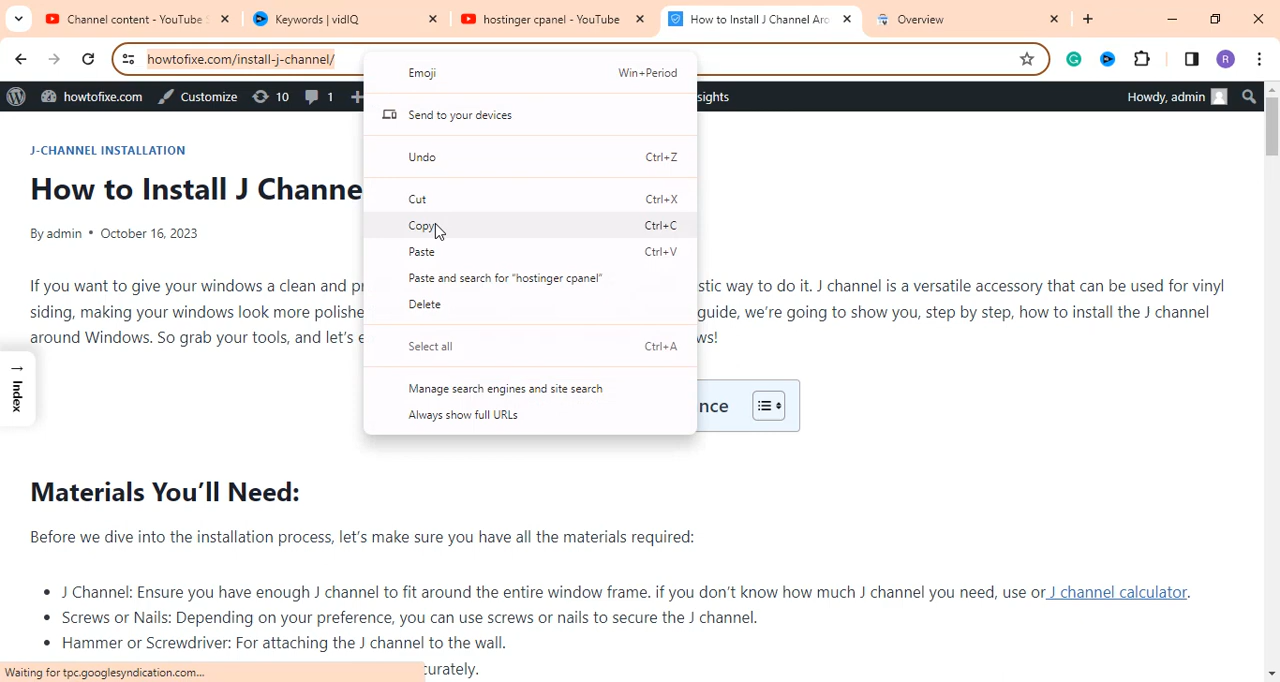 Channel content - YouTube
Keywords | vidIQ
hostinger cpanel - YouTube
How to Install J Channel Aro
Overview
howtofixe.com/install-j-channel/
R
howtofixe.com
Customize
10
1
sights
Howdy, admin
Emoji Win+Period
Send to your devices
Undo Ctrl+Z
Cut Ctrl+X
Copy Ctrl+C
Paste Ctrl+V
Paste and search for “hostinger cpanel”
Delete
Select all Ctrl+A
Manage search engines and site search
Always show full URLs
J-CHANNEL INSTALLATION
How to Install J Channe
By admin • October 16, 2023
If you want to give your windows a clean and pr stic way to do it. J channel is a versatile accessory that can be used for vinyl
siding, making your windows look more polishe guide, we’re going to show you, step by step, how to install the J channel
around Windows. So grab your tools, and let’s e ws!
nce
→ Index
Materials You’ll Need:
Before we dive into the installation process, let’s make sure you have all the materials required:
• J Channel: Ensure you have enough J channel to fit around the entire window frame. if you don’t know how much J channel you need, use or J channel calculator.
• Screws or Nails: Depending on your preference, you can use screws or nails to secure the J channel.
• Hammer or Screwdriver: For attaching the J channel to the wall.
curately.
Waiting for tpc.googlesyndication.com...